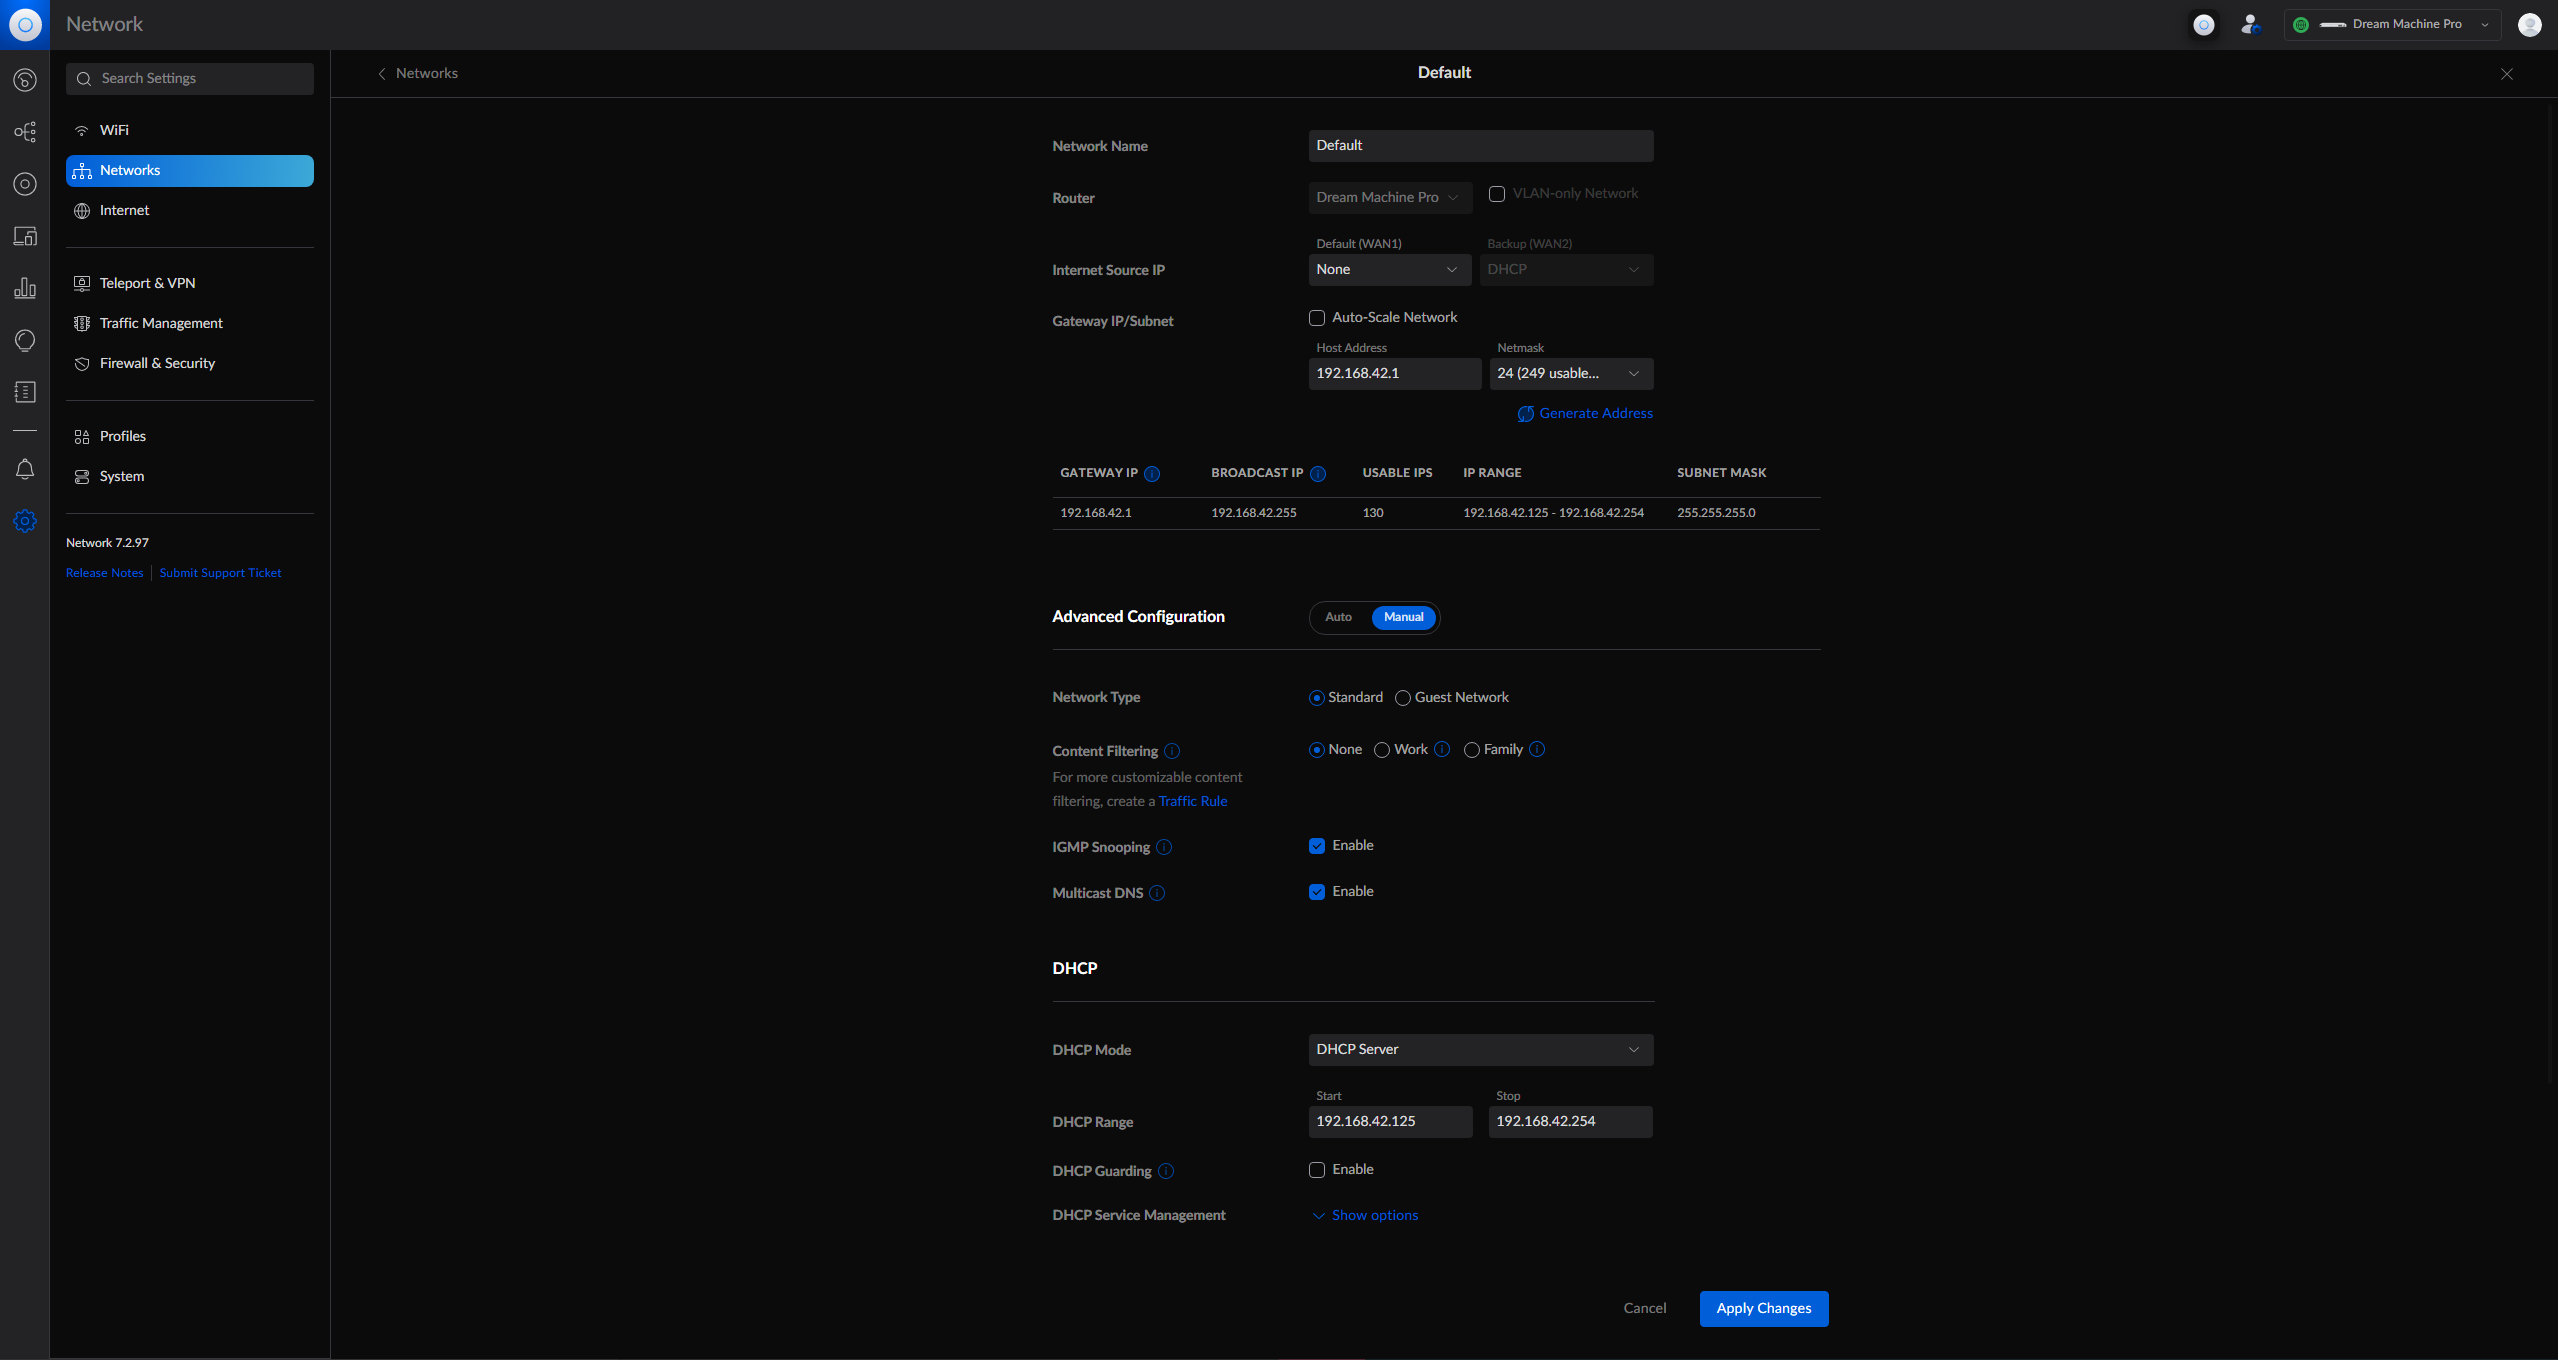 Network
Dream Machine Pro
Search Settings
WiFi
Networks
Internet
Teleport & VPN
Traffic Management
Firewall & Security
Profiles
System
Network 7.2.97
Release Notes
Submit Support Ticket
Networks
Default
Network Name
Default
Router
Dream Machine Pro
VLAN-only Network
Default (WAN1)
Backup (WAN2)
Internet Source IP
None
DHCP
Gateway IP/Subnet
Auto-Scale Network
Host Address
Netmask
192.168.42.1
24 (249 usable...
Generate Address
GATEWAY IP
BROADCAST IP
USABLE IPS
IP RANGE
SUBNET MASK
192.168.42.1
192.168.42.255
130
192.168.42.125 - 192.168.42.254
255.255.255.0
Advanced Configuration
Auto
Manual
Network Type
Standard
Guest Network
Content Filtering
None
Work
Family
For more customizable content
filtering, create a Traffic Rule
IGMP Snooping
Enable
Multicast DNS
Enable
DHCP
DHCP Mode
DHCP Server
Start
Stop
DHCP Range
192.168.42.125
192.168.42.254
DHCP Guarding
Enable
DHCP Service Management
Show options
Cancel
Apply Changes